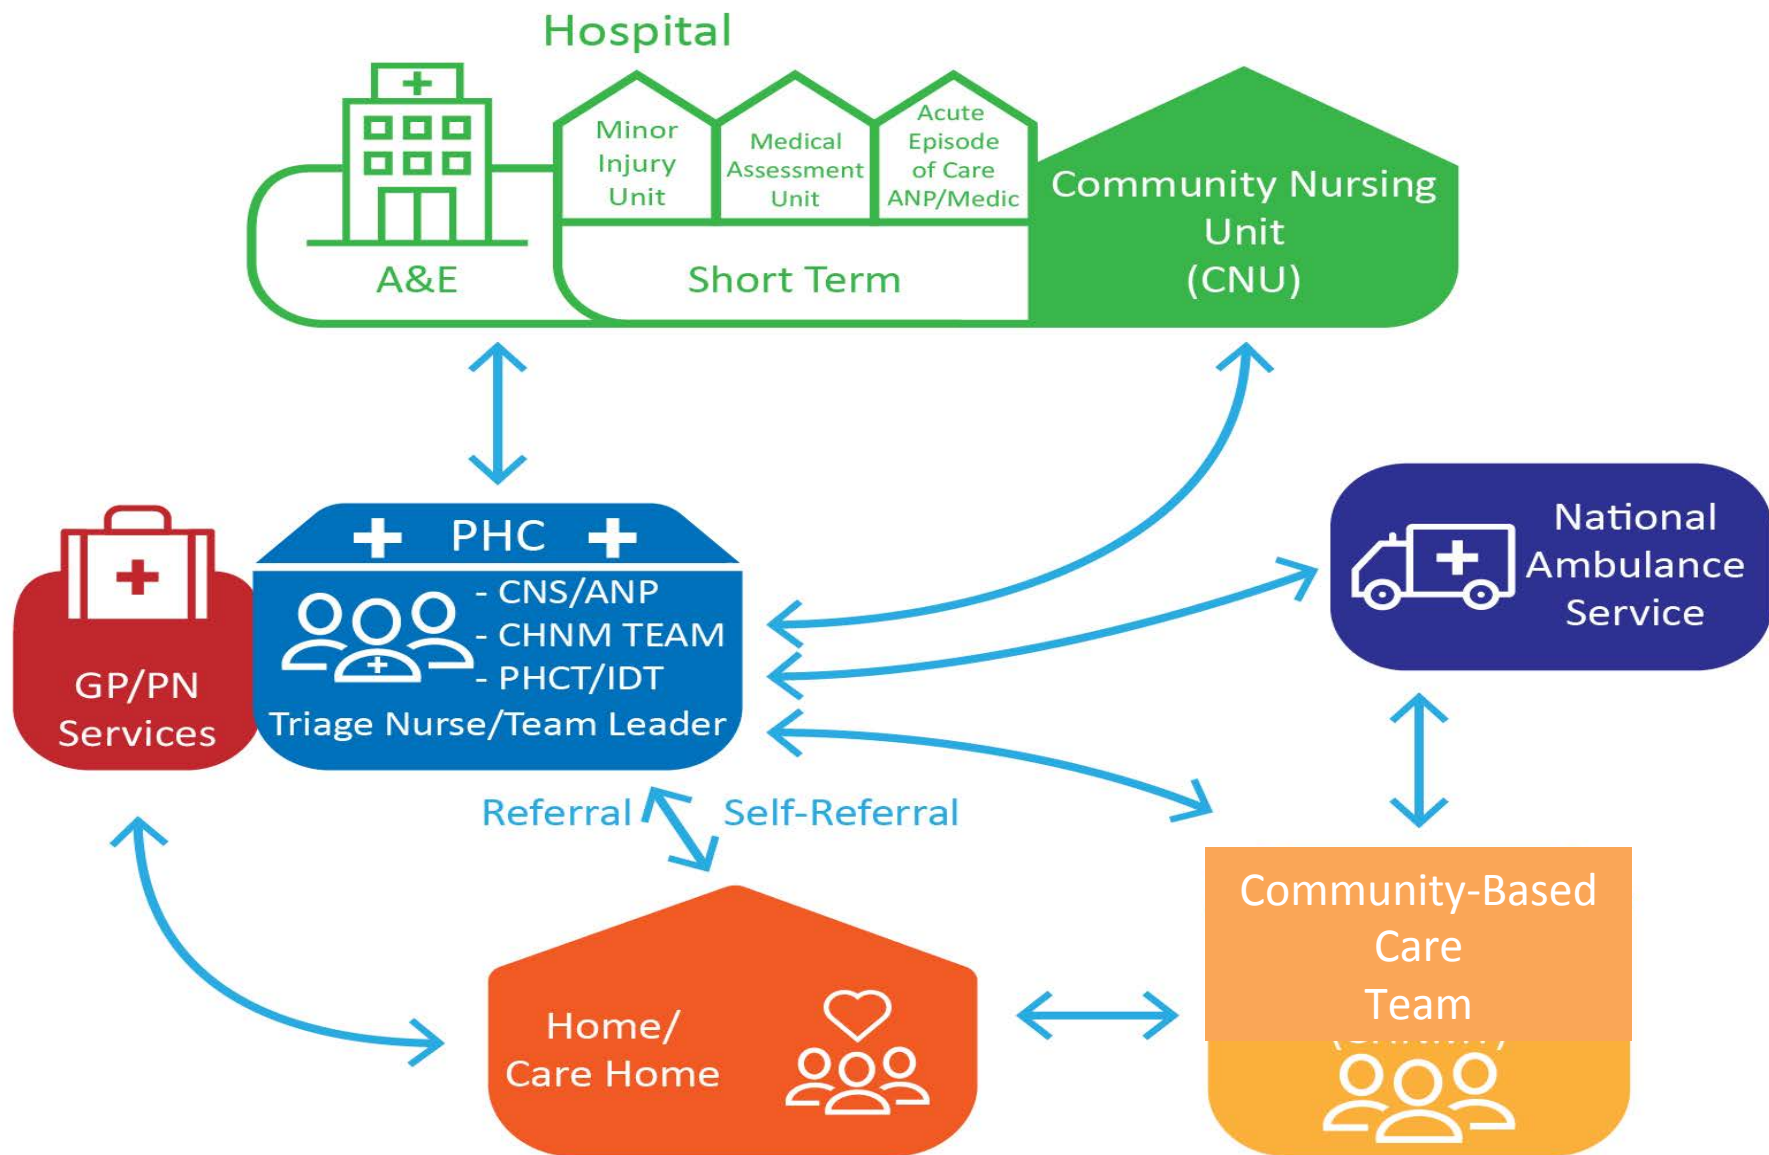 Hospital
Minor
Injury
Unit
Medical
Assessment
Unit
Acute
Episode
of Care
ANP/Medic
Community Nursing
Unit
(CNU)
A&E
Short Term
PHC
- CNS/ANP
- CHNM TEAM
- PHCT/IDT
Triage Nurse/Team Leader
GP/PN
Services
National
Ambulance
Service
Referral
Self-Referral
Home/
Care Home
Community-Based
Care
Team